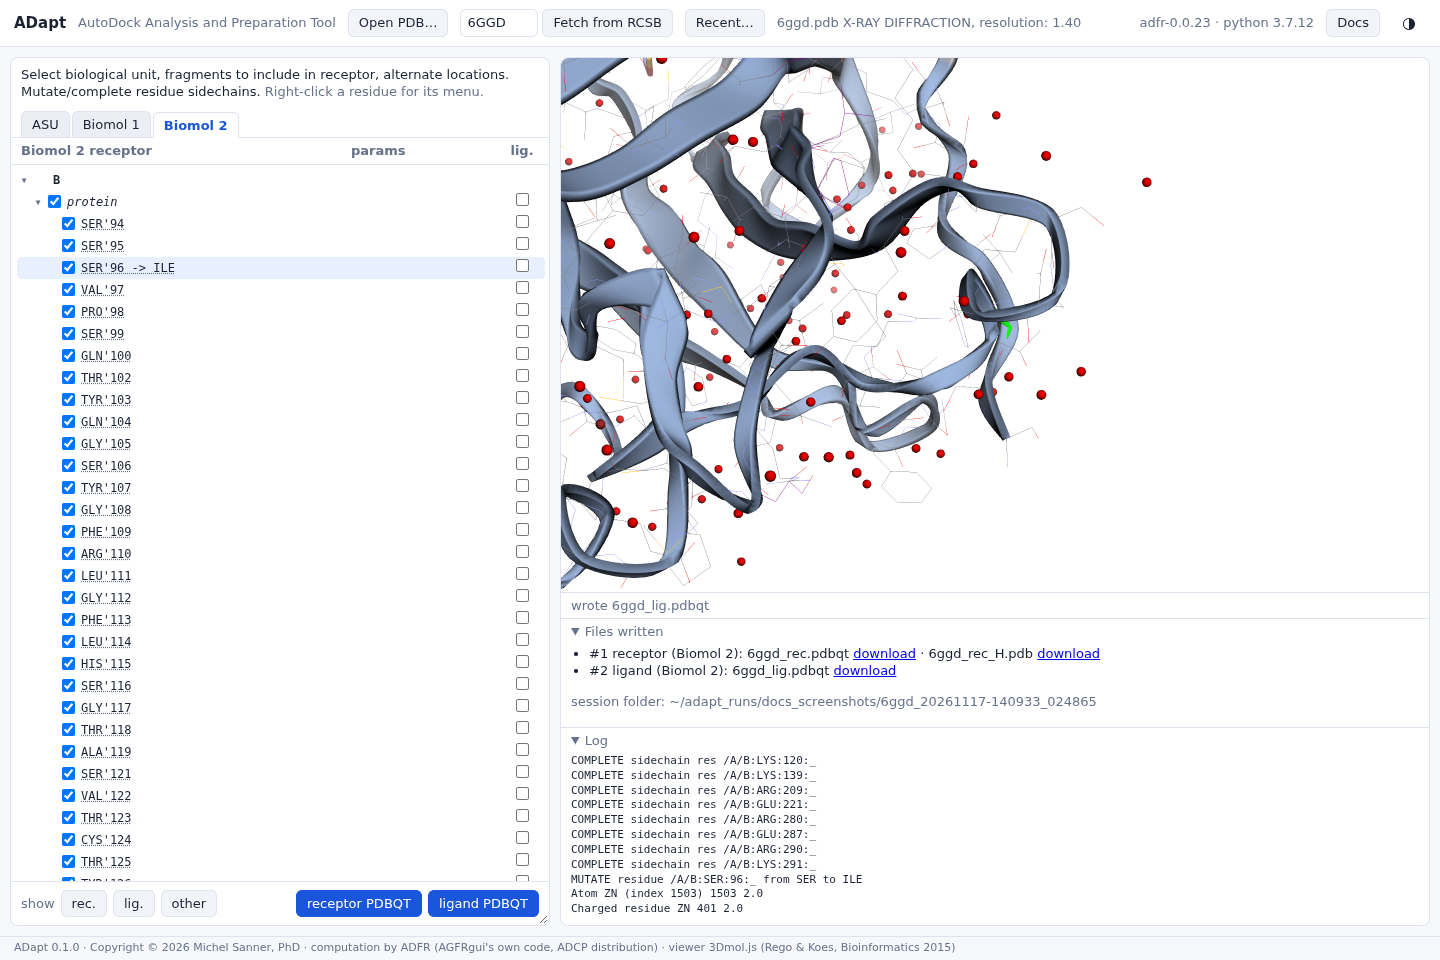 ADapt AutoDock Analysis and Preparation Tool Open PDB... 6GGD Fetch from RCSB Recent... 6ggd.pdb X-RAY DIFFRACTION, resolution: 1.40 adfr-0.0.23 · python 3.7.12 Docs
Select biological unit, fragments to include in receptor, alternate locations.
Mutate/complete residue sidechains. Right-click a residue for its menu.
ASU Biomol 1 Biomol 2
Biomol 2 receptor params lig.
B
protein
SER'94
SER'95
SER'96 -> ILE
VAL'97
PRO'98
SER'99
GLN'100
THR'102
TYR'103
GLN'104
GLY'105
SER'106
TYR'107
GLY'108
PHE'109
ARG'110
LEU'111
GLY'112
PHE'113
LEU'114
HIS'115
SER'116
GLY'117
THR'118
ALA'119
SER'121
VAL'122
THR'123
CYS'124
THR'125
show rec. lig. other receptor PDBQT ligand PDBQT
wrote 6ggd_lig.pdbqt
▼ Files written
• #1 receptor (Biomol 2): 6ggd_rec.pdbqt download · 6ggd_rec_H.pdb download
• #2 ligand (Biomol 2): 6ggd_lig.pdbqt download
session folder: ~/adapt_runs/docs_screenshots/6ggd_20261117-140933_024865
▼ Log
COMPLETE sidechain res /A/B:LYS:120:_
COMPLETE sidechain res /A/B:LYS:139:_
COMPLETE sidechain res /A/B:ARG:209:_
COMPLETE sidechain res /A/B:GLU:221:_
COMPLETE sidechain res /A/B:ARG:280:_
COMPLETE sidechain res /A/B:GLU:287:_
COMPLETE sidechain res /A/B:ARG:290:_
COMPLETE sidechain res /A/B:LYS:291:_
MUTATE residue /A/B:SER:96:_ from SER to ILE
Atom ZN (index 1503) 1503 2.0
Charged residue ZN 401 2.0
ADapt 0.1.0 · Copyright © 2026 Michel Sanner, PhD · computation by ADFR (AGFRgui's own code, ADCP distribution) · viewer 3Dmol.js (Rego & Koes, Bioinformatics 2015)